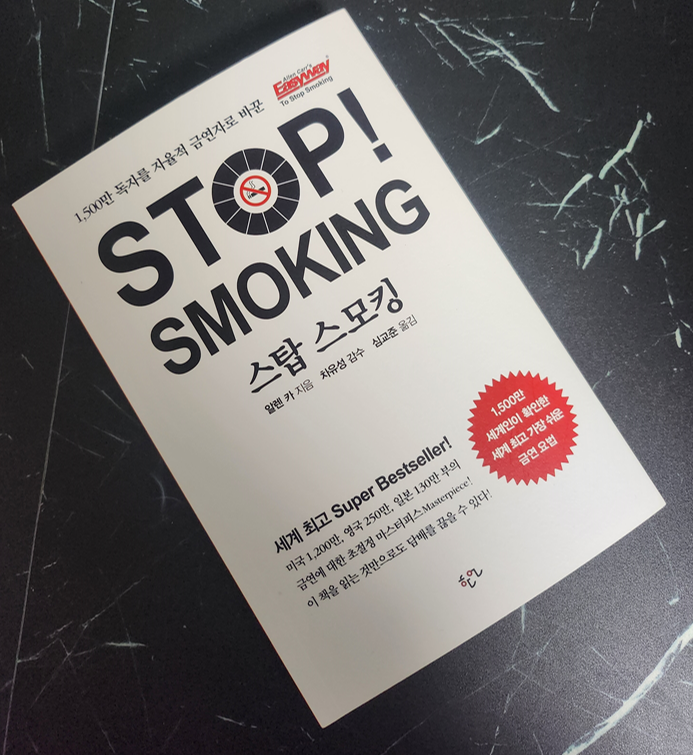 1,500만 독자를 자율적 금연자로 바꾼
Allen Carr's
Easyway
To Stop Smoking
STOP!
SMOKING
스탑 스모킹
알렌 카 지음 차유성 감수 심교준 옮김
1,500만
세계인이 확인한
세계 최고 가장 쉬운
금연 요법
세계 최고 Super Bestseller!
미국 1,200만, 영국 250만, 일본 130만 부의
금연에 대한 초절정 마스터피스Masterpiece!
이 책을 읽는 것만으로도 담배를 끊을 수 있다!
한언